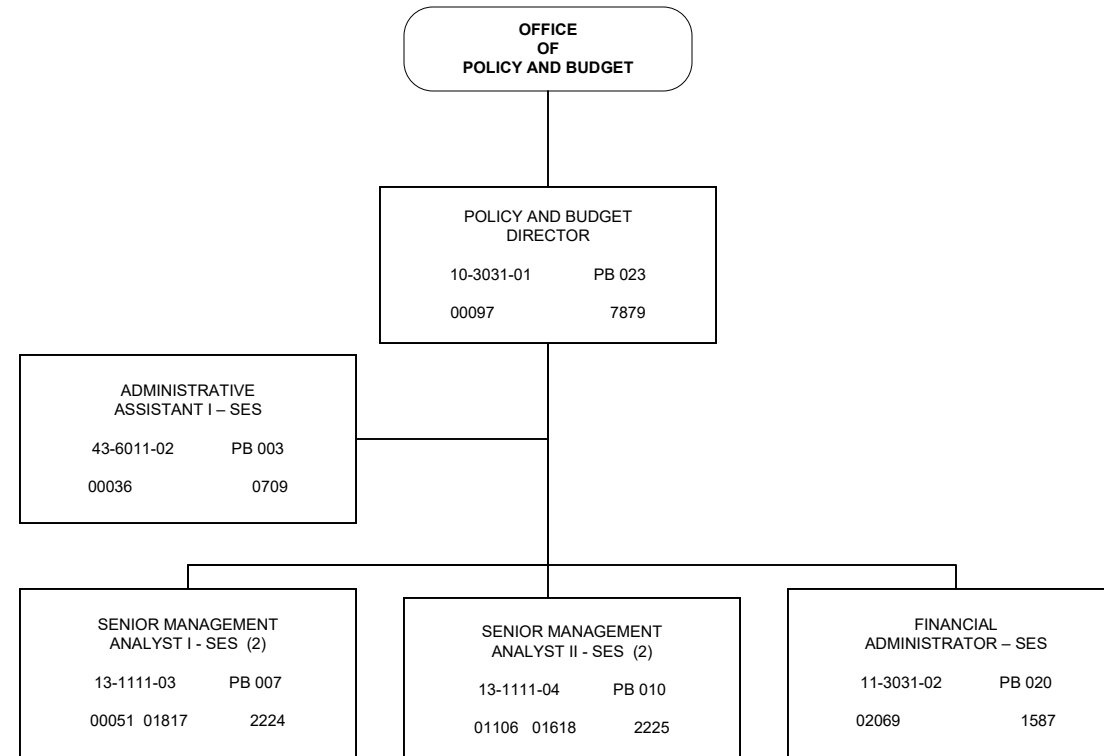 OFFICE
OF
POLICY AND BUDGET
POLICY AND BUDGET
DIRECTOR
10-3031-01 PB 023
00097 7879
ADMINISTRATIVE
ASSISTANT I – SES
43-6011-02 PB 003
00036 0709
SENIOR MANAGEMENT
ANALYST I - SES (2)
13-1111-03 PB 007
00051 01817 2224
SENIOR MANAGEMENT
ANALYST II - SES (2)
13-1111-04 PB 010
01106 01618 2225
FINANCIAL
ADMINISTRATOR – SES
11-3031-02 PB 020
02069 1587